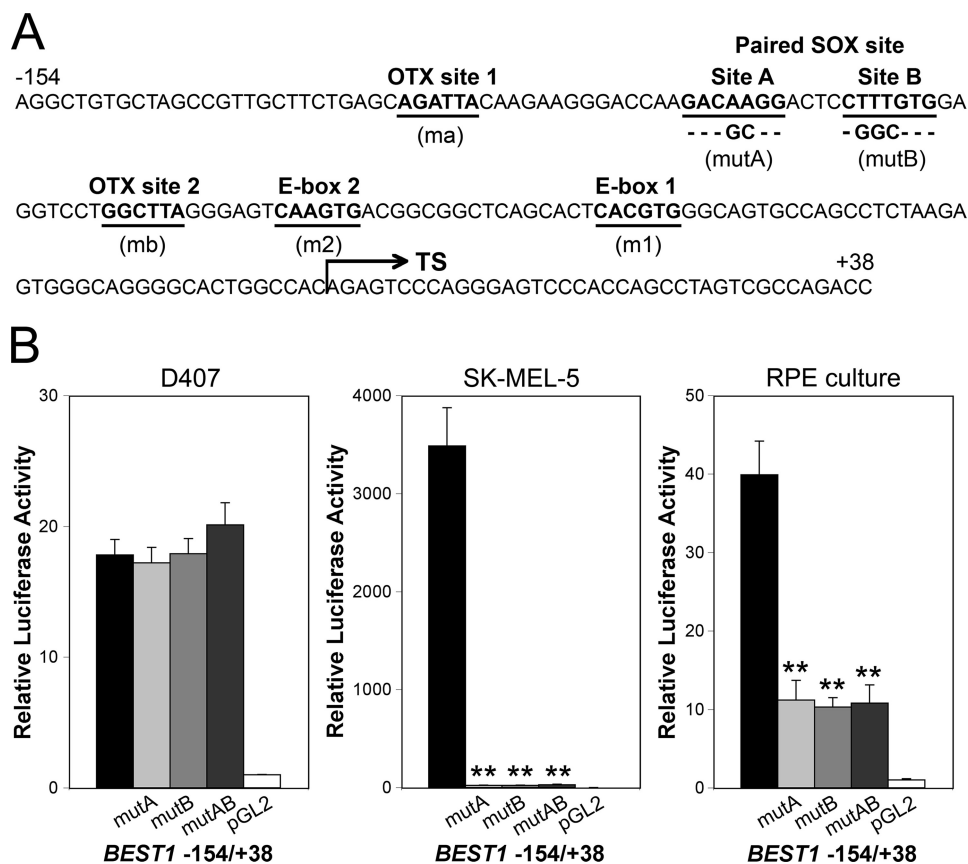 A
Paired SOX site
-154
OTX site 1
Site A
Site B
AGGCTGTGCTAGCCGTTGCTTCTGAGCAGATTACAAGAAGGGACCAAGACAAGGACTCCTTTGTGGA
---GC--
-GGC---
(ma)
(mutA)
(mutB)
OTX site 2
E-box 2
E-box 1
GGTCCTGGCTTAGGGAGTCAAGTGACGGCGGCTCAGCACTCACGTGGGCAGTGCCAGCCTCTAAGA
(mb)
(m2)
(m1)
TS
+38
GTGGGCAGGGGCACTGGCCACAGAGTCCCAGGGAGTCCCACCAGCCTAGTCGCCAGACC
B
D407
SK-MEL-5
RPE culture
Relative Luciferase Activity
30
20
10
0
mutA
mutB
mutAB
pGL2
BEST1 -154/+38
Relative Luciferase Activity
4000
3000
2000
1000
0
**
**
**
mutA
mutB
mutAB
pGL2
BEST1 -154/+38
Relative Luciferase Activity
50
40
30
20
10
0
**
**
**
mutA
mutB
mutAB
pGL2
BEST1 -154/+38